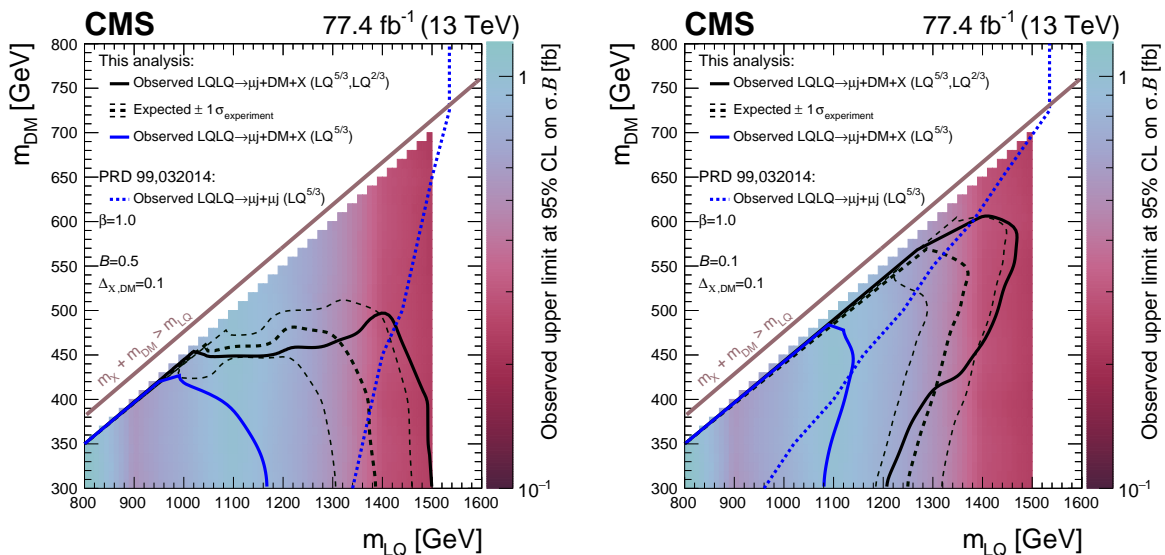 CMS 77.4 fb⁻¹ (13 TeV)
m_DM [GeV]
800
750
700
650
600
550
500
450
400
350
300
This analysis:
Observed LQLQ→μj+DM+X (LQ^5/3,LQ^2/3)
Expected ± 1σ_experiment
Observed LQLQ→μj+DM+X (LQ^5/3)
PRD 99,032014:
Observed LQLQ→μj+μj (LQ^5/3)
β=1.0
B=0.5
Δ_X,DM=0.1
m_X + m_DM > m_LQ
800 900 1000 1100 1200 1300 1400 1500 1600
m_LQ [GeV]
1
10⁻¹
Observed upper limit at 95% CL on σ.B [fb]
CMS 77.4 fb⁻¹ (13 TeV)
m_DM [GeV]
800
750
700
650
600
550
500
450
400
350
300
This analysis:
Observed LQLQ→μj+DM+X (LQ^5/3,LQ^2/3)
Expected ± 1σ_experiment
Observed LQLQ→μj+DM+X (LQ^5/3)
PRD 99,032014:
Observed LQLQ→μj+μj (LQ^5/3)
β=1.0
B=0.1
Δ_X,DM=0.1
m_X + m_DM > m_LQ
800 900 1000 1100 1200 1300 1400 1500 1600
m_LQ [GeV]
1
10⁻¹
Observed upper limit at 95% CL on σ.B [fb]